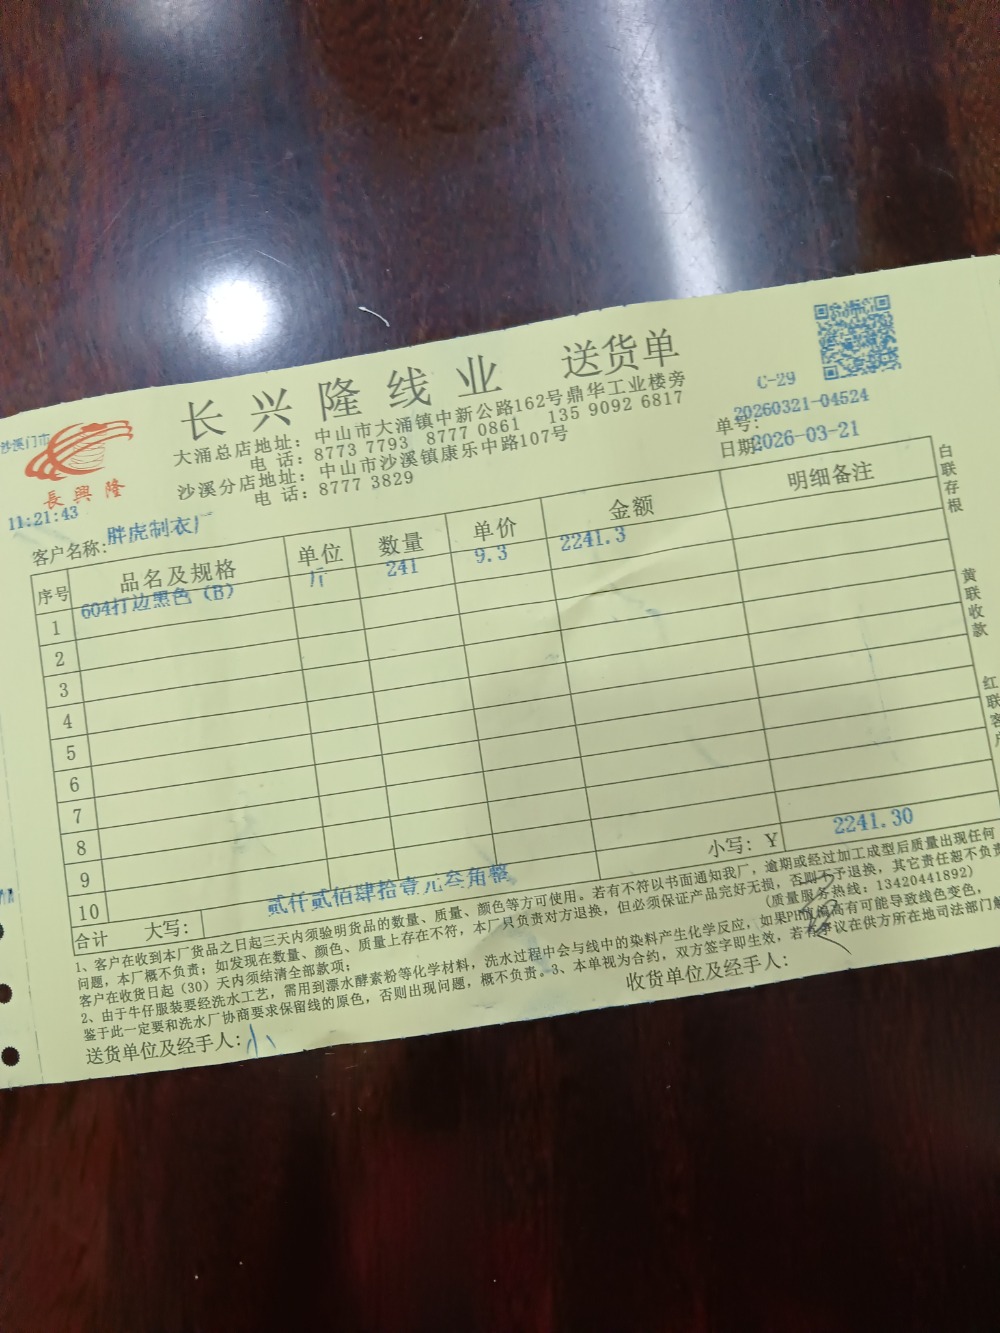 长兴隆线业 送货单
C-29
大涌总店地址：中山市大涌镇中新公路162号鼎华工业楼旁
电 话：8773 7793 8777 0861 135 9092 6817
沙溪分店地址：中山市沙溪镇康乐中路107号
电 话：8777 3829
单号：20260321-04524
日期：2026-03-21
沙溪门市
長興隆
11:21:43
客户名称：胖虎制衣厂
序号 品名及规格 单位 数量 单价 金额 明细备注
1 604打边黑色（B） 斤 241 9.3 2241.3
2
3
4
5
6
7
8
9
10
合计 大写：贰仟贰佰肆拾壹元叁角整 小写：Y 2241.30
1、客户在收到本厂货品之日起三天内须验明货品的数量、质量、颜色等方可使用。若有不符以书面通知我厂，逾期或经过加工成型后质量出现任何
问题，本厂概不负责；如发现在数量、颜色、质量上存在不符，本厂只负责对方退换，但必须保证产品完好无损，否则不予退换，其它责任恕不负责
客户在收货日起（30）天内须结清全部款项；（质量服务热线：13420441892）
2、由于牛仔服装要经洗水工艺，需用到漂水酵素粉等化学材料，洗水过程中会与线中的染料产生化学反应，如果PH值偏高有可能导致线色变色，
鉴于此一定要和洗水厂协商要求保留线的原色，否则出现问题，概不负责。3、本单视为合约，双方签字即生效，若有争议在供方所在地司法部门解
送货单位及经手人： 收货单位及经手人：
白联存根
黄联收款
红联客户